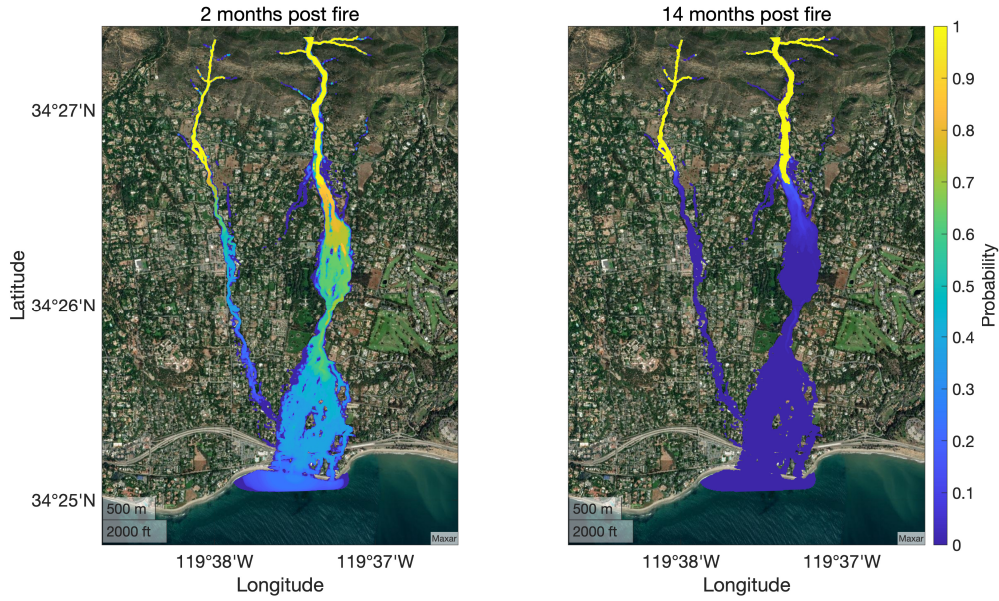 2 months post fire
14 months post fire
Latitude
34°27'N
34°26'N
34°25'N
500 m
2000 ft
Maxar
119°38'W
119°37'W
Longitude
500 m
2000 ft
Maxar
119°38'W
119°37'W
Longitude
1
0.9
0.8
0.7
0.6
0.5
0.4
0.3
0.2
0.1
0
Probability